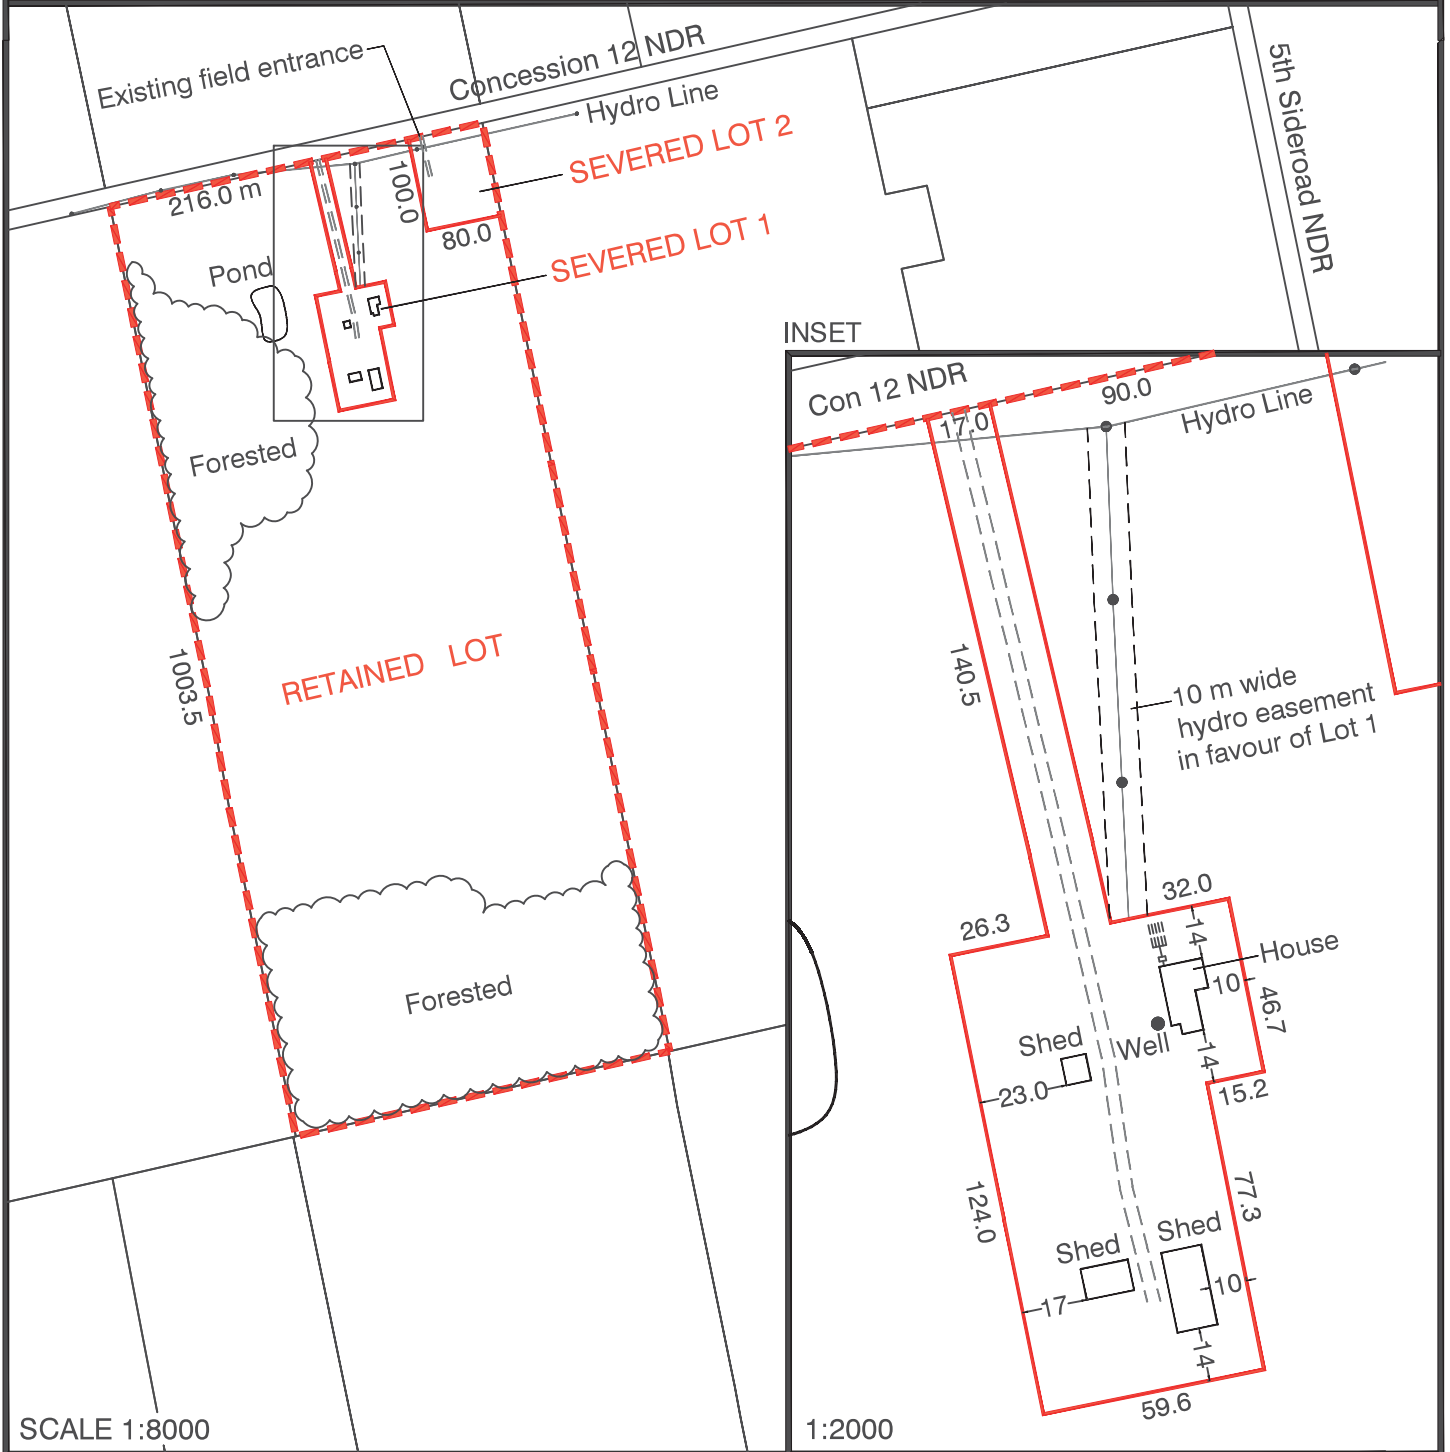 Existing field entrance
Concession 12 NDR
Hydro Line
5th Sideroad NDR
SEVERED LOT 2
216.0 m
100.0
80.0
SEVERED LOT 1
Pond
Forested
RETAINED LOT
1003.5
Forested
SCALE 1:8000
INSET
Con 12 NDR
90.0
17.0
Hydro Line
140.5
10 m wide
hydro easement
in favour of Lot 1
32.0
26.3
14
House
10
46.7
Well
Shed
14
23.0
15.2
124.0
77.3
Shed
Shed
17
10
14
59.6
1:2000